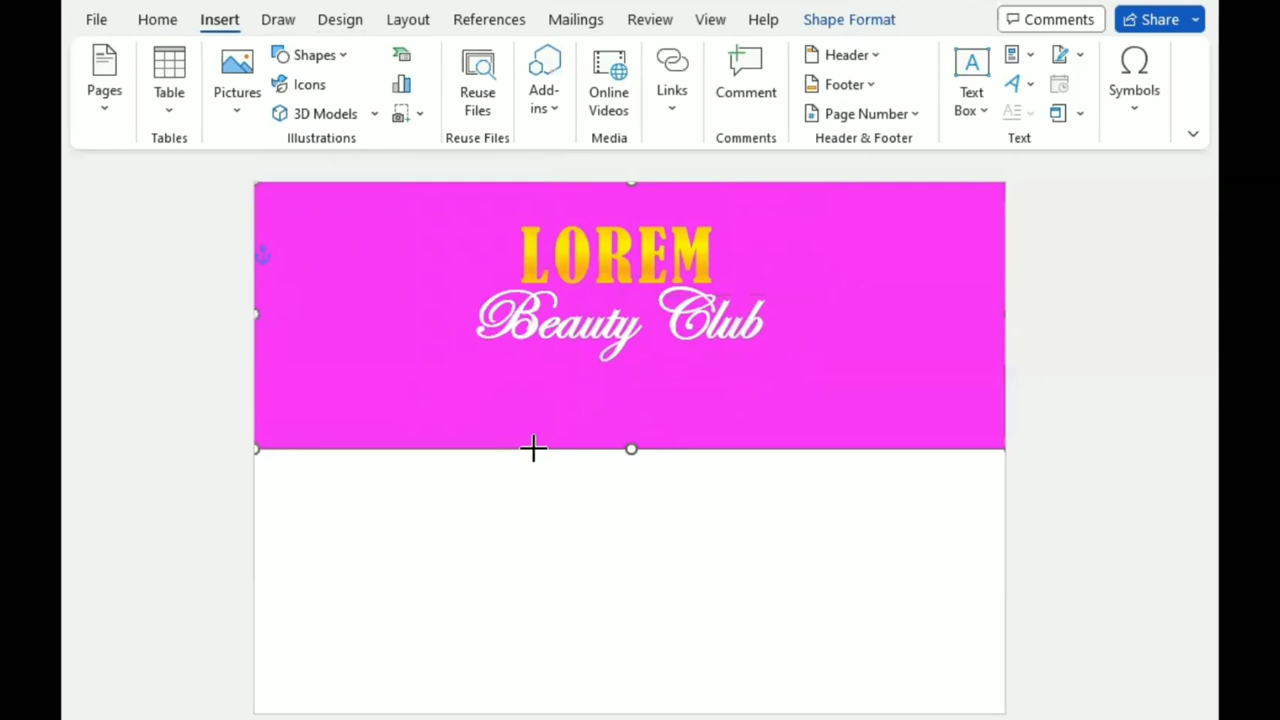 File Home Insert Draw Design Layout References Mailings Review View Help Shape Format Comments Share
Pages
Table
Pictures
Shapes
Icons
3D Models
Reuse Files
Add-ins
Online Videos
Links
Comment
Header
Footer
Page Number
Text Box
Symbols
Tables Illustrations Reuse Files Media Comments Header & Footer Text
LOREM
Beauty Club